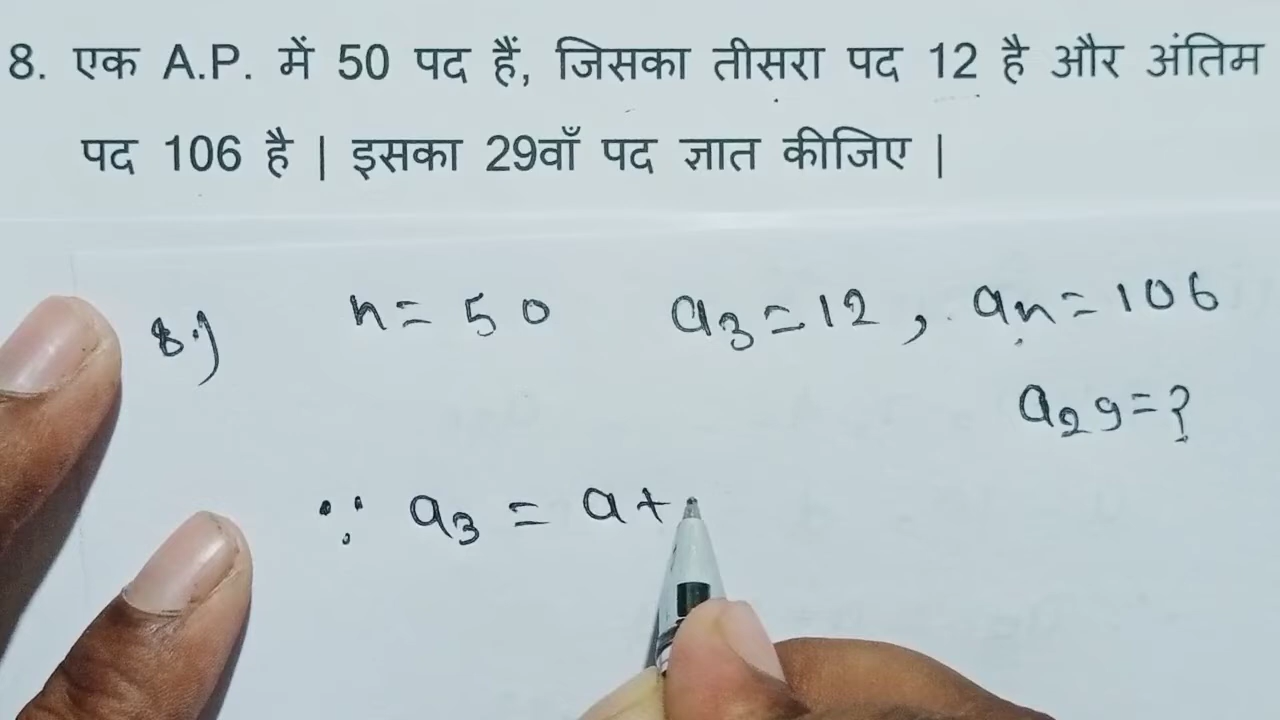 8. एक A.P. में 50 पद हैं, जिसका तीसरा पद 12 है और अंतिम
पद 106 है | इसका 29वाँ पद ज्ञात कीजिए |
8.) n = 50 a₃ = 12 , aₙ = 106
a₂₉ = ?
∵ a₃ = a +